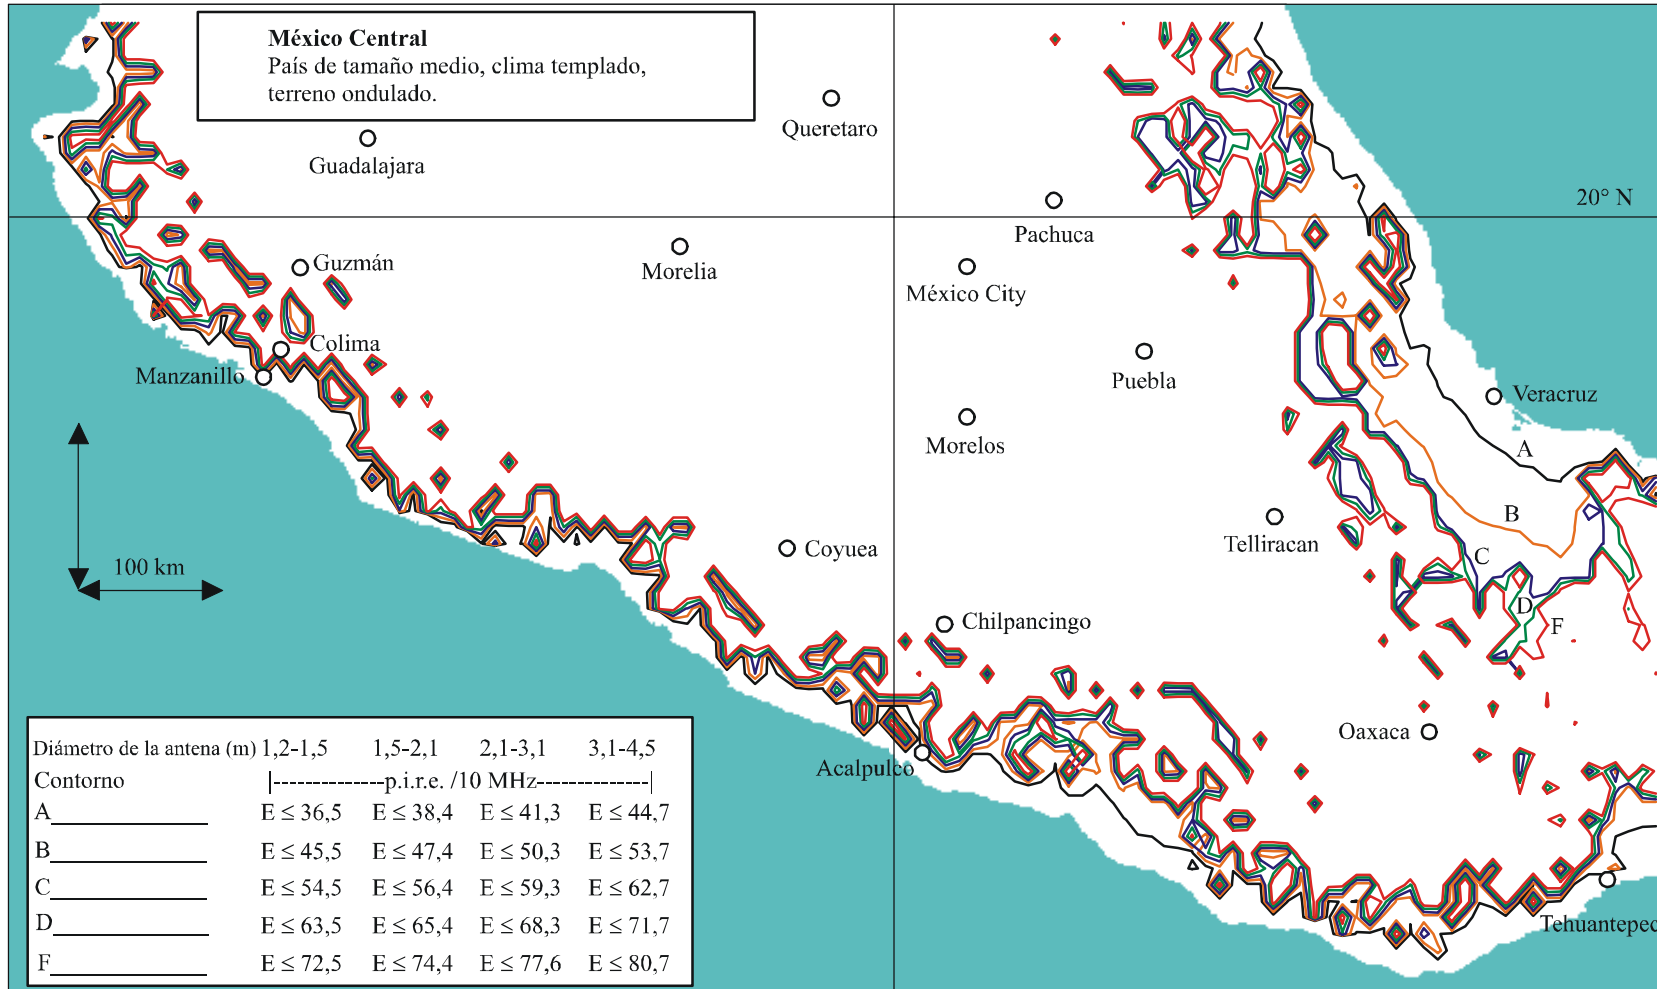 México Central
País de tamaño medio, clima templado,
terreno ondulado.
Queretaro
Guadalajara
20° N
Pachuca
Guzmán
Morelia
México City
Colima
Manzanillo
Puebla
Veracruz
Morelos
A
B
100 km
Coyuea
Telliracan
C
D
F
Chilpancingo
Oaxaca
Acalpulco
Tehuantepec
Diámetro de la antena (m) 1,2-1,5 1,5-2,1 2,1-3,1 3,1-4,5
Contorno |---------------p.i.r.e. /10 MHz---------------|
A E ≤ 36,5 E ≤ 38,4 E ≤ 41,3 E ≤ 44,7
B E ≤ 45,5 E ≤ 47,4 E ≤ 50,3 E ≤ 53,7
C E ≤ 54,5 E ≤ 56,4 E ≤ 59,3 E ≤ 62,7
D E ≤ 63,5 E ≤ 65,4 E ≤ 68,3 E ≤ 71,7
F E ≤ 72,5 E ≤ 74,4 E ≤ 77,6 E ≤ 80,7